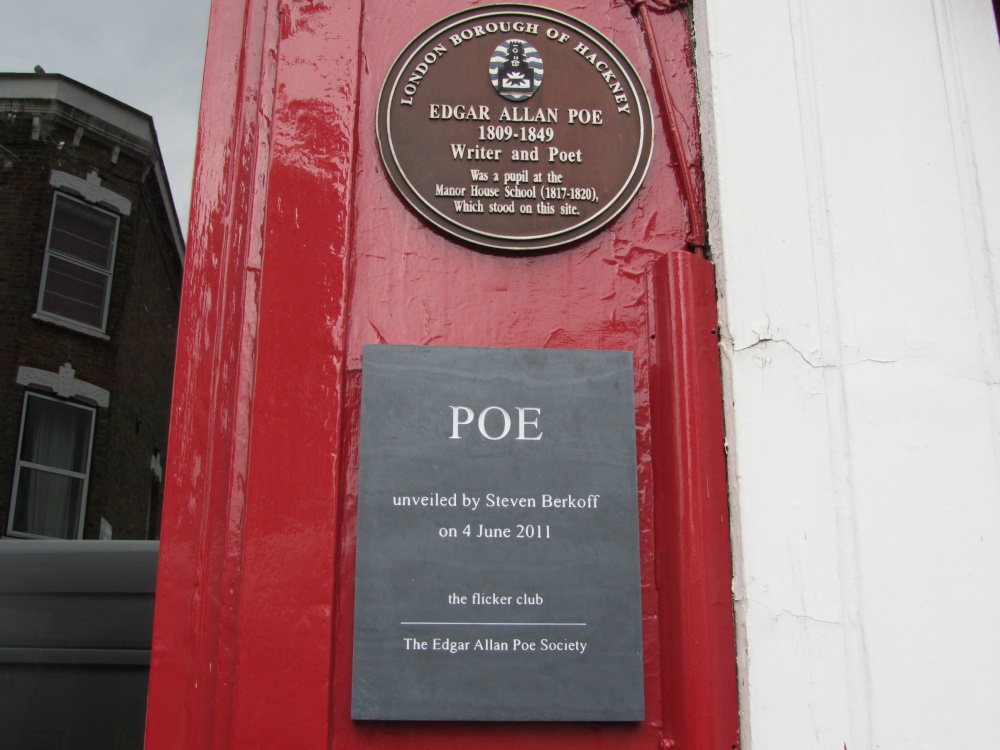 LONDON BOROUGH OF HACKNEY
EDGAR ALLAN POE
1809-1849
Writer and Poet
Was a pupil at the
Manor House School (1817-1820),
Which stood on this site.
POE
unveiled by Steven Berkoff
on 4 June 2011
the flicker club
The Edgar Allan Poe Society